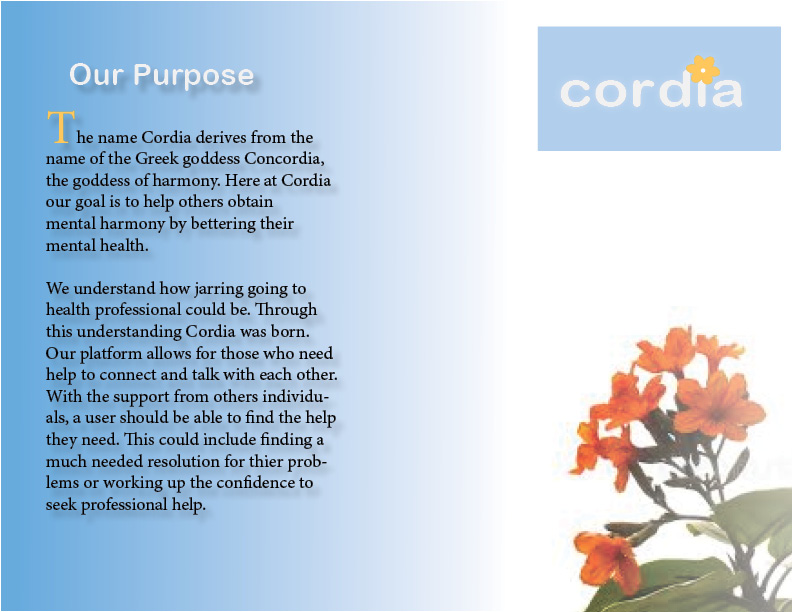 Our Purpose
The name Cordia derives from the
name of the Greek goddess Concordia,
the goddess of harmony. Here at Cordia
our goal is to help others obtain
mental harmony by bettering their
mental health.
We understand how jarring going to
health professional could be. Through
this understanding Cordia was born.
Our platform allows for those who need
help to connect and talk with each other.
With the support from others individu-
als, a user should be able to find the help
they need. This could include finding a
much needed resolution for thier prob-
lems or working up the confidence to
seek professional help.
cordia